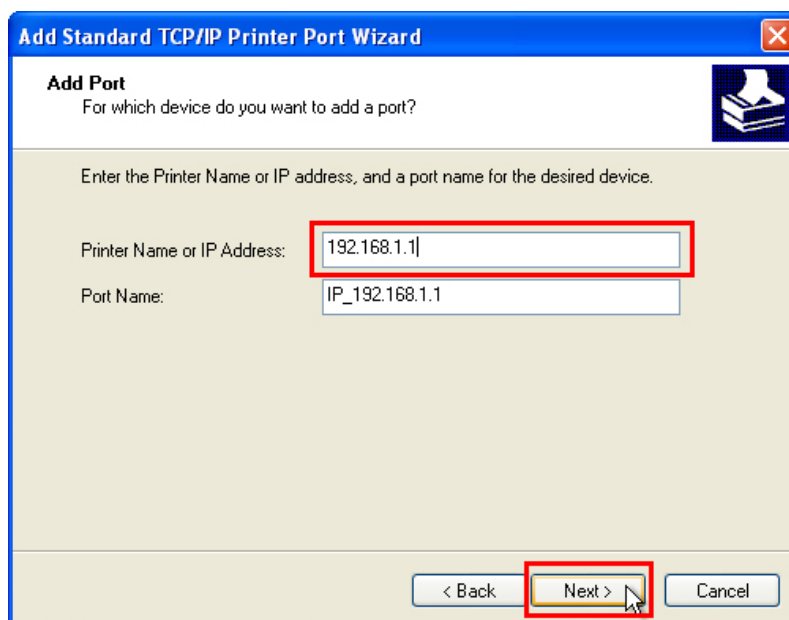 Add Standard TCP/IP Printer Port Wizard
Add Port
For which device do you want to add a port?
Enter the Printer Name or IP address, and a port name for the desired device.
Printer Name or IP Address: 192.168.1.1
Port Name: IP_192.168.1.1
< Back Next > Cancel